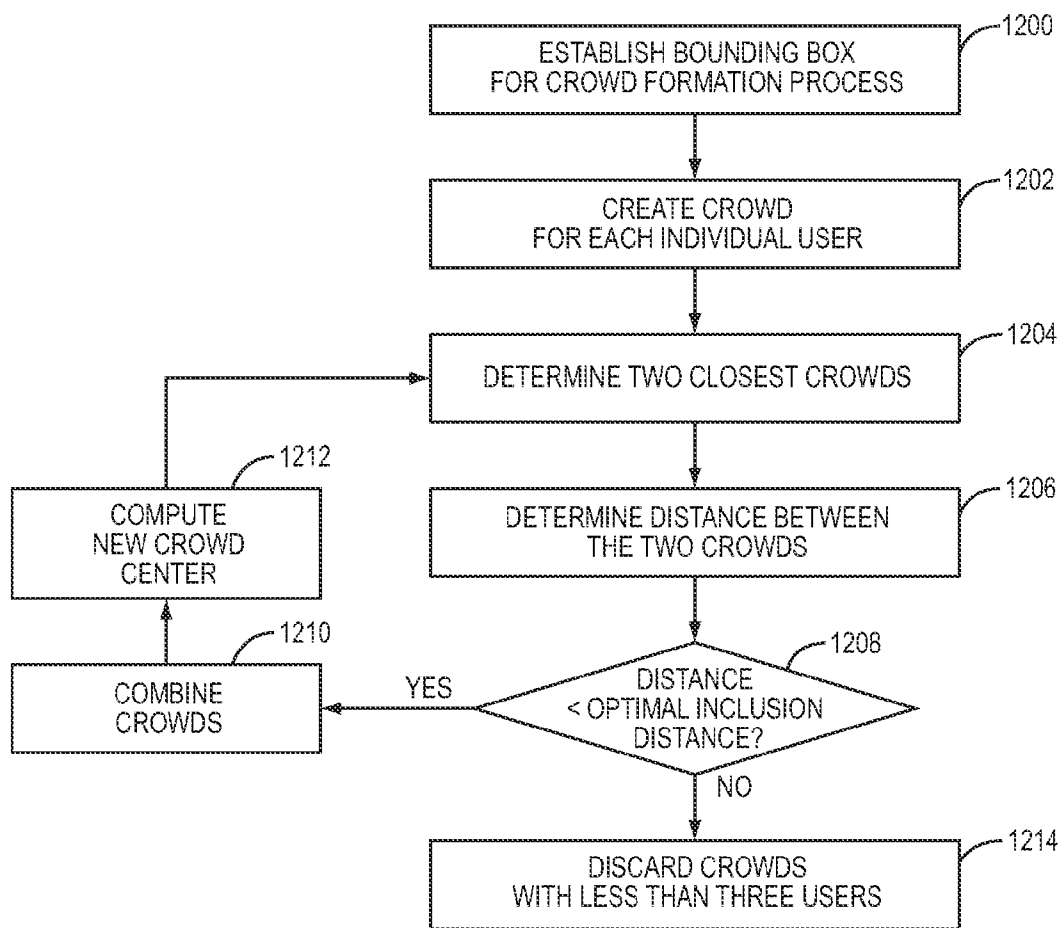 1200
ESTABLISH BOUNDING BOX
FOR CROWD FORMATION PROCESS
1202
CREATE CROWD
FOR EACH INDIVIDUAL USER
1204
DETERMINE TWO CLOSEST CROWDS
1206
DETERMINE DISTANCE BETWEEN
THE TWO CROWDS
1208
DISTANCE
< OPTIMAL INCLUSION
DISTANCE?
YES
1210
COMBINE
CROWDS
1212
COMPUTE
NEW CROWD
CENTER
NO
1214
DISCARD CROWDS
WITH LESS THAN THREE USERS